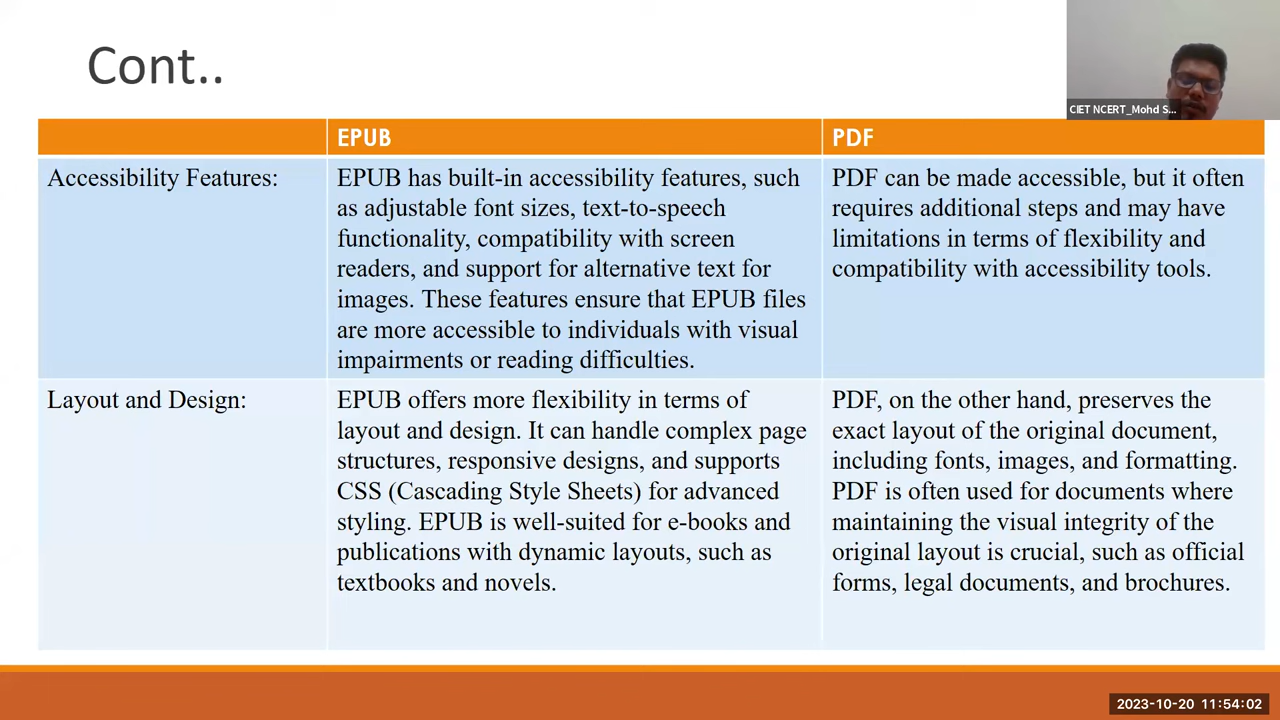 Cont..
CIET NCERT_Mohd S...
EPUB
PDF
Accessibility Features:
EPUB has built-in accessibility features, such
as adjustable font sizes, text-to-speech
functionality, compatibility with screen
readers, and support for alternative text for
images. These features ensure that EPUB files
are more accessible to individuals with visual
impairments or reading difficulties.
PDF can be made accessible, but it often
requires additional steps and may have
limitations in terms of flexibility and
compatibility with accessibility tools.
Layout and Design:
EPUB offers more flexibility in terms of
layout and design. It can handle complex page
structures, responsive designs, and supports
CSS (Cascading Style Sheets) for advanced
styling. EPUB is well-suited for e-books and
publications with dynamic layouts, such as
textbooks and novels.
PDF, on the other hand, preserves the
exact layout of the original document,
including fonts, images, and formatting.
PDF is often used for documents where
maintaining the visual integrity of the
original layout is crucial, such as official
forms, legal documents, and brochures.
2023-10-20 11:54:02